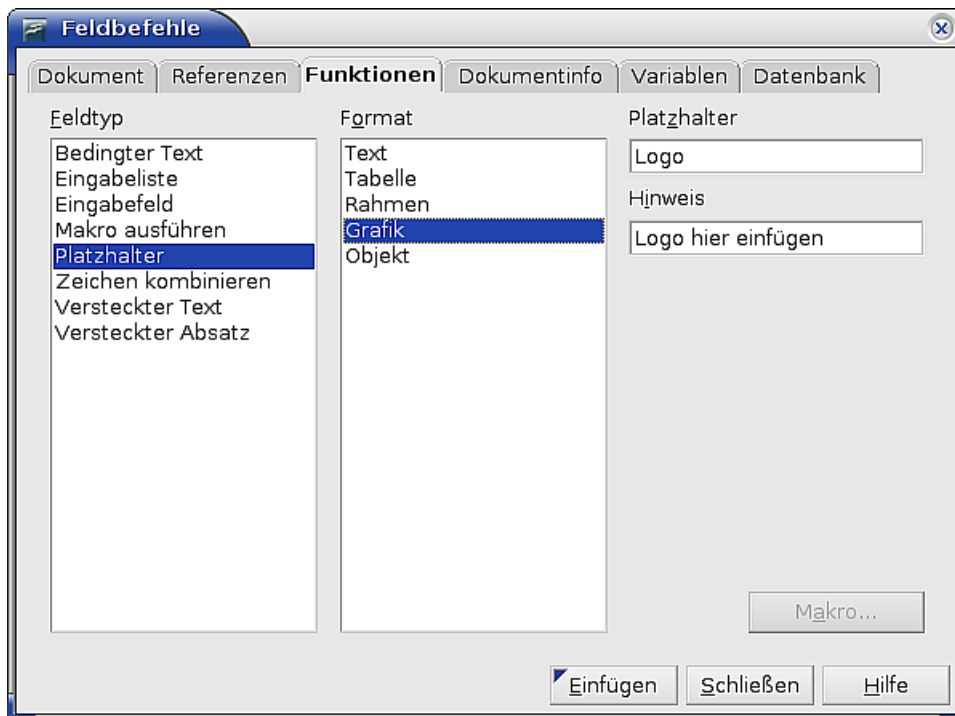 Feldbefehle
Dokument Referenzen Funktionen Dokumentinfo Variablen Datenbank
Feldtyp
Bedingter Text
Eingabeliste
Eingabefeld
Makro ausführen
Platzhalter
Zeichen kombinieren
Versteckter Text
Versteckter Absatz
Format
Text
Tabelle
Rahmen
Grafik
Objekt
Platzhalter
Logo
Hinweis
Logo hier einfügen
Makro...
Einfügen Schließen Hilfe